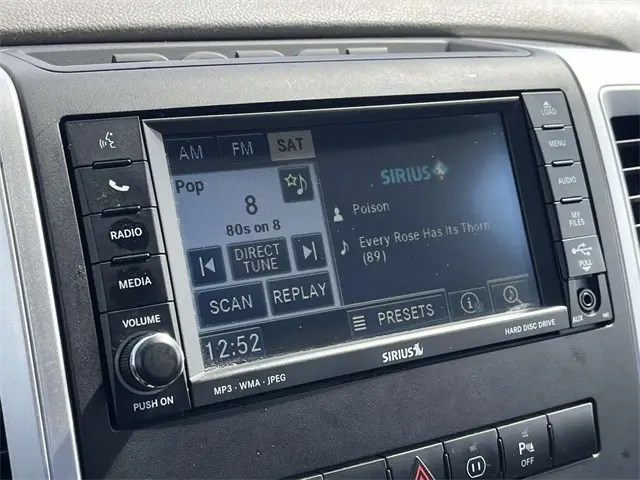 LOAD
MENU
AUDIO
MY
FILES
PULL
AUX
RADIO
MEDIA
VOLUME
PUSH ON
AM FM SAT
Pop
8
80s on 8
DIRECT
TUNE
SCAN REPLAY
12:52
SIRIUS
Poison
Every Rose Has Its Thorn
(89)
PRESETS
SIRIUS
HARD DISC DRIVE
MP3 · WMA · JPEG
P
OFF